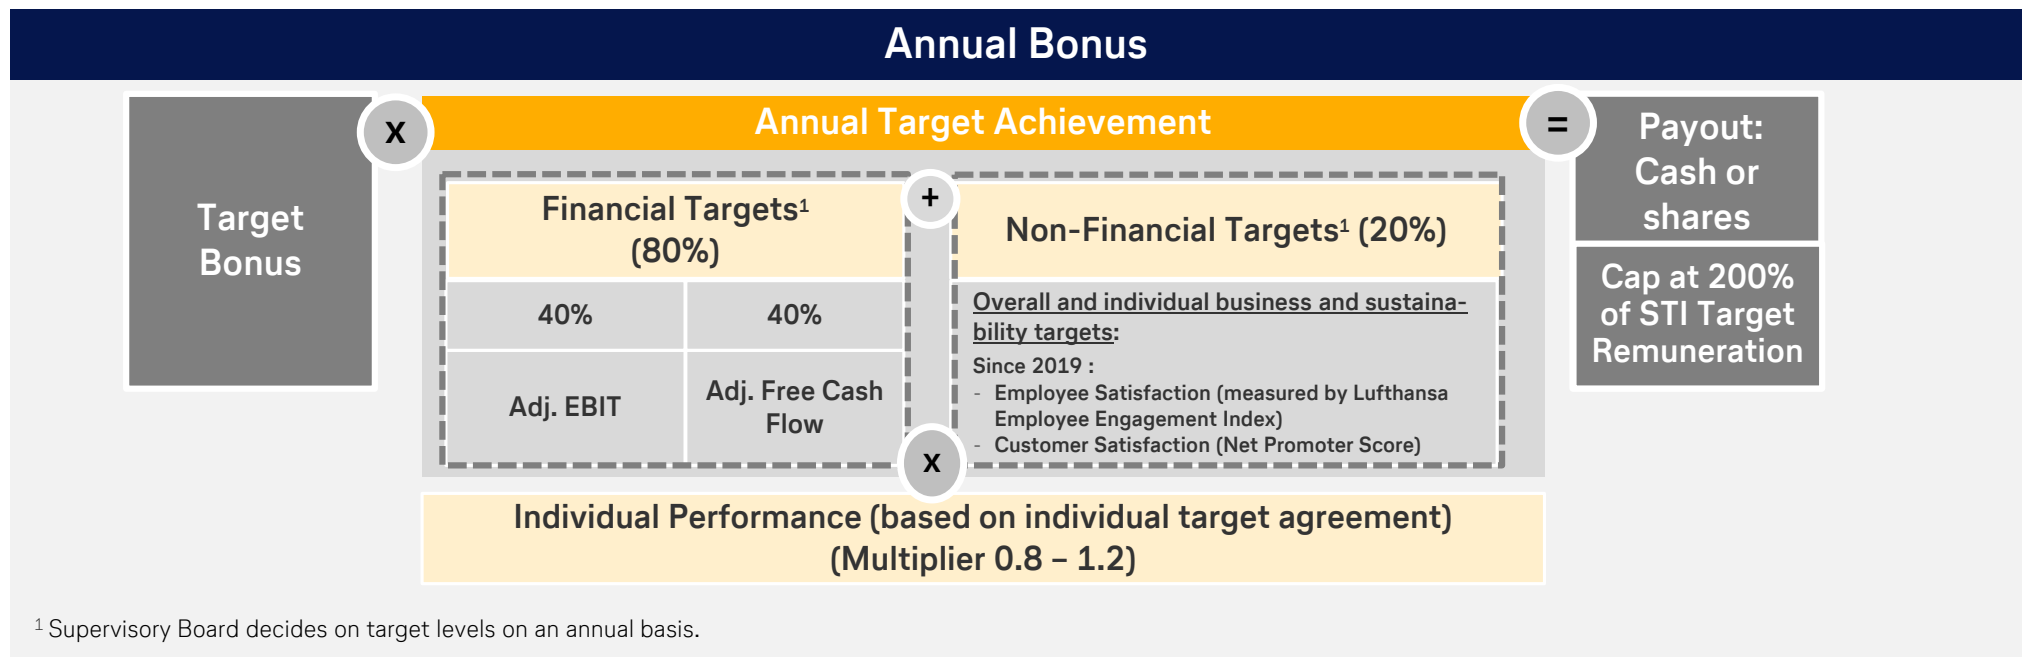 Annual Bonus
Target
Bonus
x
Annual Target Achievement
Financial Targets¹
(80%)
40%
40%
Adj. EBIT
Adj. Free Cash
Flow
+
Non-Financial Targets¹ (20%)
Overall and individual business and sustaina-
bility targets:
Since 2019 :
- Employee Satisfaction (measured by Lufthansa
Employee Engagement Index)
- Customer Satisfaction (Net Promoter Score)
x
Individual Performance (based on individual target agreement)
(Multiplier 0.8 – 1.2)
=
Payout:
Cash or
shares
Cap at 200%
of STI Target
Remuneration
¹ Supervisory Board decides on target levels on an annual basis.